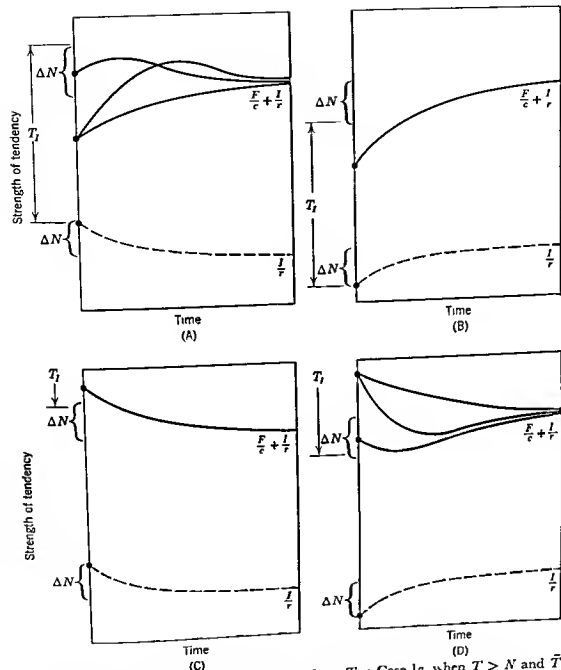 ΔN
T_I
Strength of tendency
F/c + I/r
ΔN
I/r
Time
(A)
ΔN
F/c + I/r
T_I
ΔN
I/r
Time
(B)
T_I
ΔN
F/c + I/r
Strength of tendency
ΔN
I/r
Time
(C)
T_I
ΔN
F/c + I/r
ΔN
I/r
Time
(D)
Case 1a, when T > N and T̄